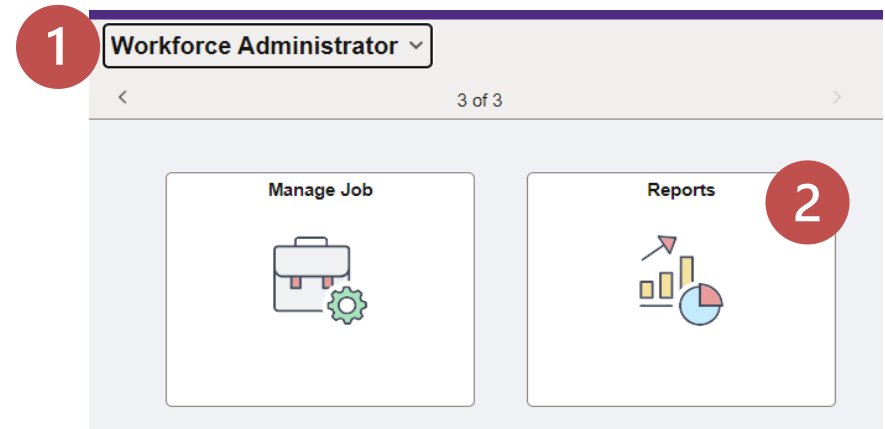 1
Workforce Administrator
3 of 3
Manage Job
Reports
2